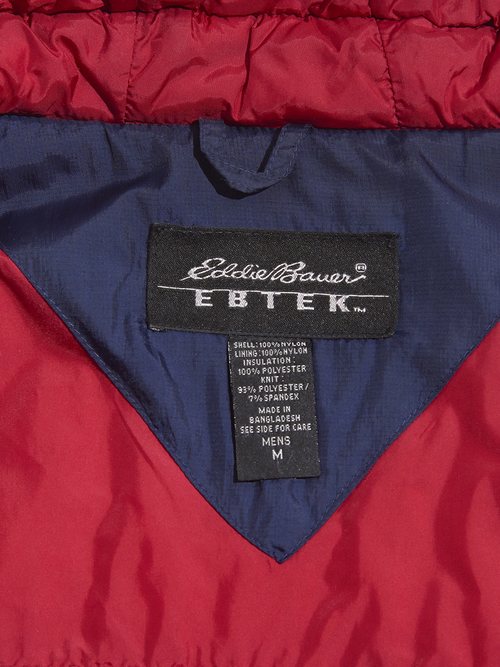 Eddie Bauer®
EBTEK™
SHELL: 100% NYLON
LINING: 100% NYLON
INSULATION:
100% POLYESTER
KNIT:
93% POLYESTER/
7% SPANDEX
MADE IN
BANGLADESH
SEE SIDE FOR CARE
MENS
M